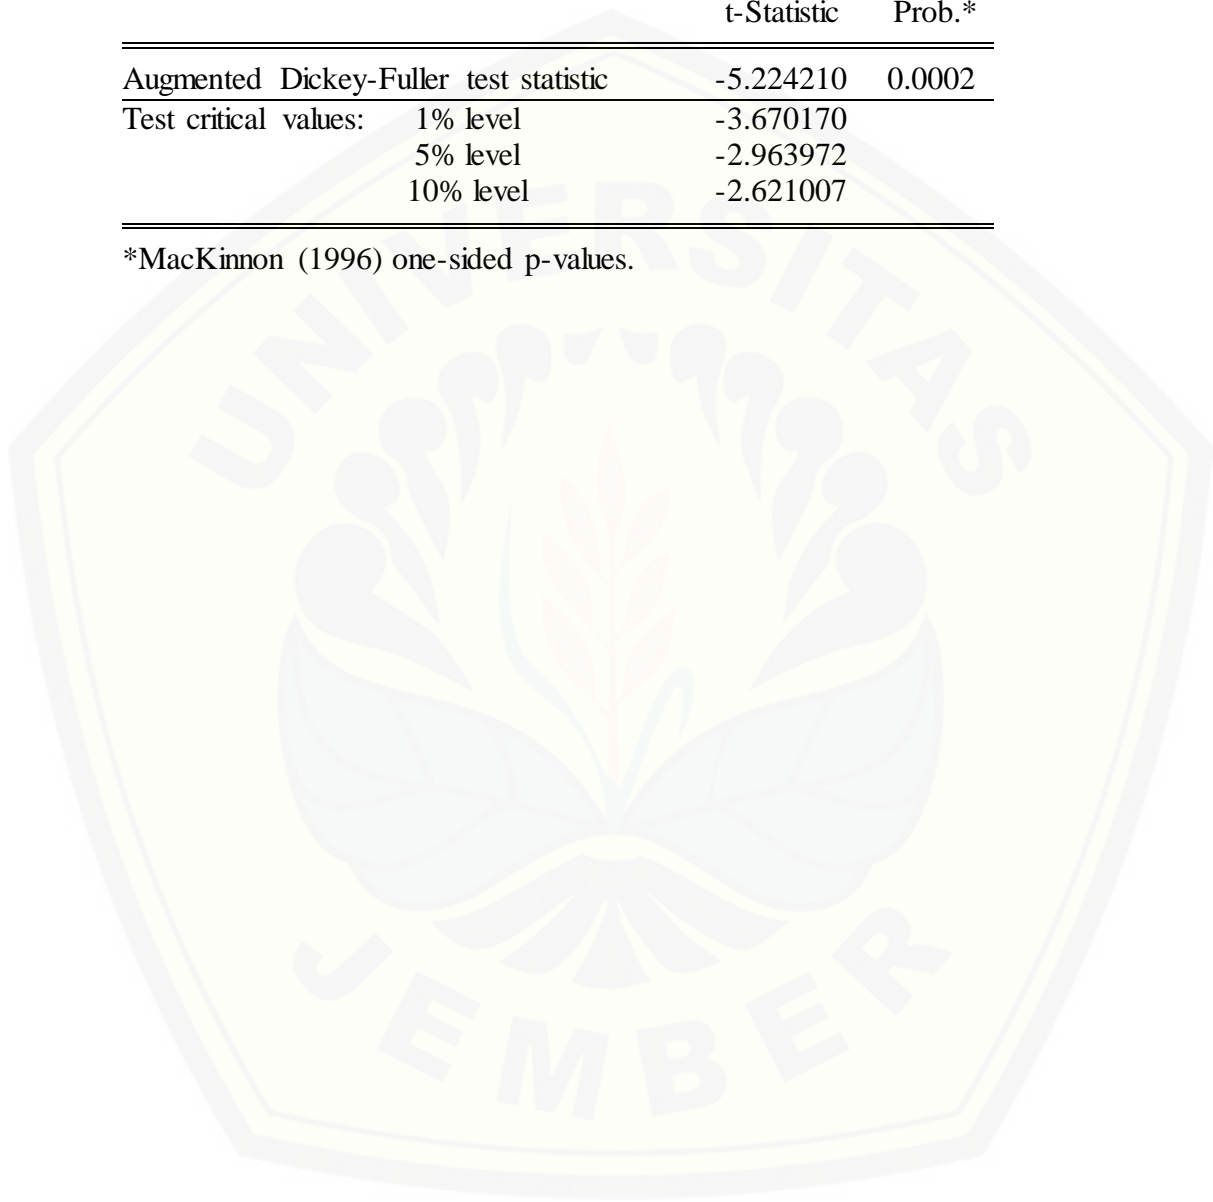 t-Statistic Prob.*
Augmented Dickey-Fuller test statistic -5.224210 0.0002
Test critical values: 1% level -3.670170
5% level -2.963972
10% level -2.621007
*MacKinnon (1996) one-sided p-values.
UNIVERSITAS
JEMBER